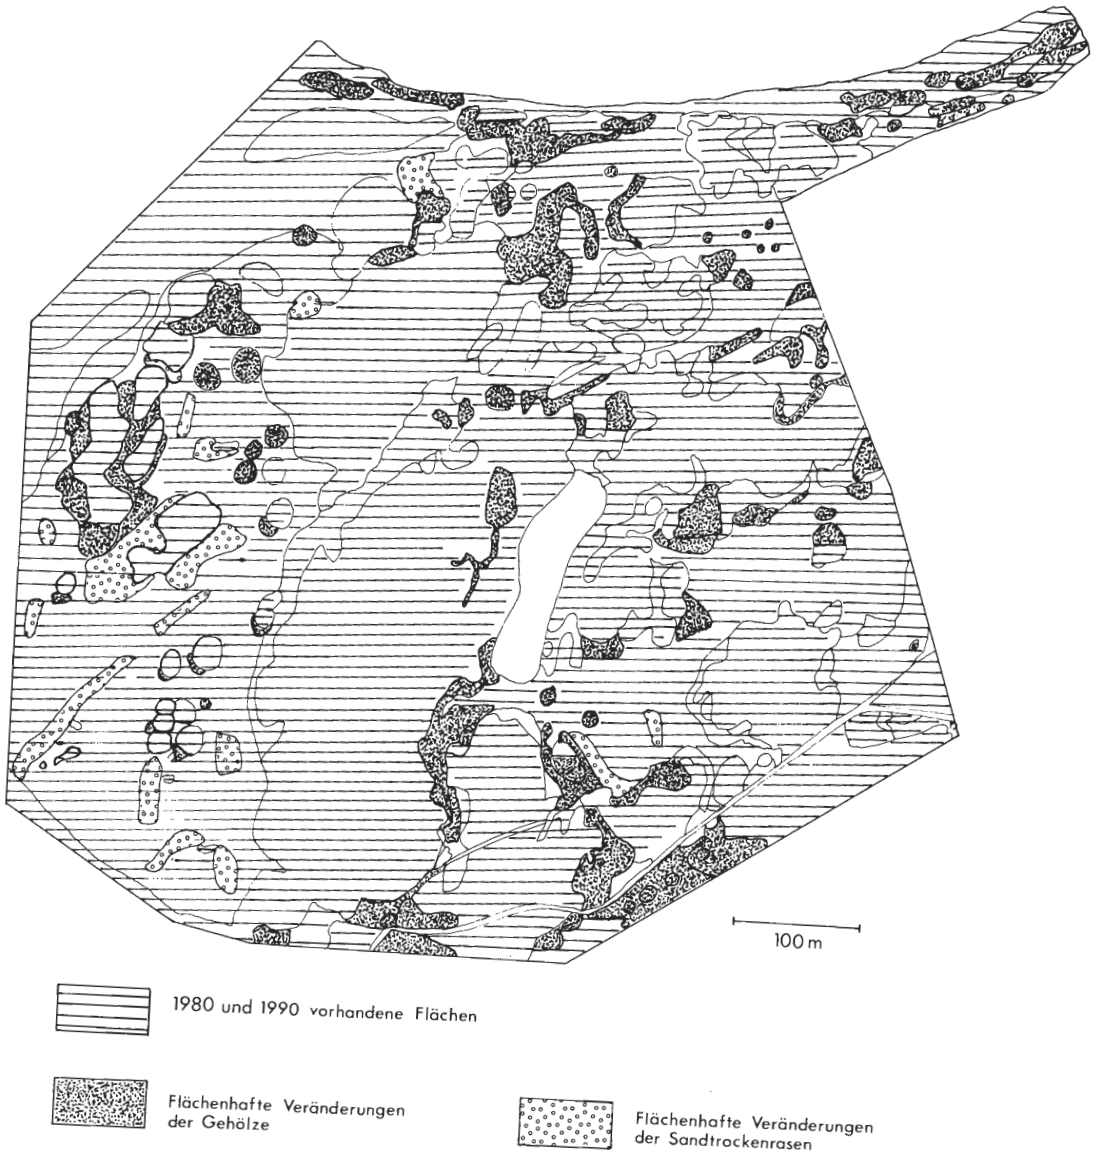 100 m
1980 und 1990 vorhandene Flächen
Flächenhafte Veränderungen
der Gehölze
Flächenhafte Veränderungen
der Sandtrockenrasen